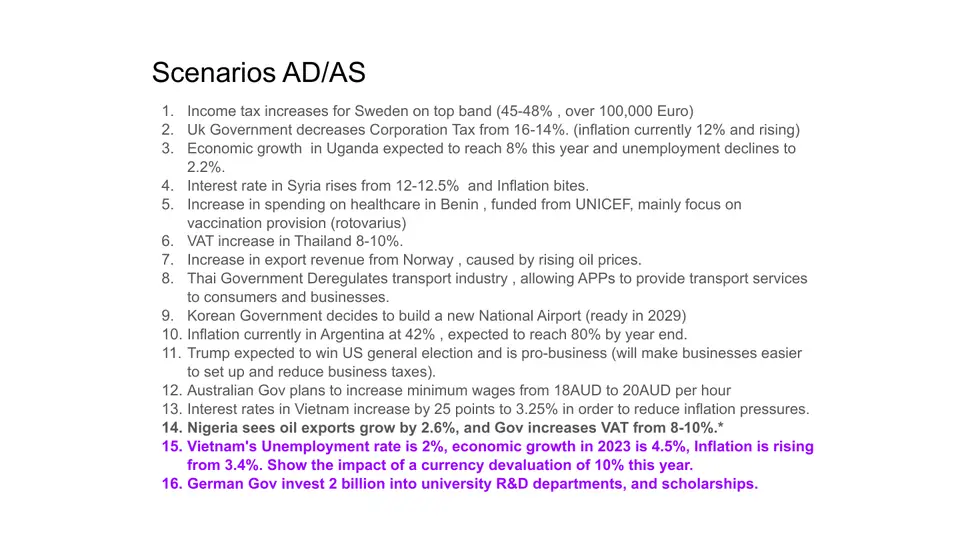 Scenarios AD/AS
1. Income tax increases for Sweden on top band (45-48% , over 100,000 Euro)
2. Uk Government decreases Corporation Tax from 16-14%. (inflation currently 12% and rising)
3. Economic growth  in Uganda expected to reach 8% this year and unemployment declines to
2.2%.
4. Interest rate in Syria rises from 12-12.5%  and Inflation bites.
5. Increase in spending on healthcare in Benin , funded from UNICEF, mainly focus on
vaccination provision (rotovarius)
6. VAT increase in Thailand 8-10%.
7. Increase in export revenue from Norway , caused by rising oil prices.
8. Thai Government Deregulates transport industry , allowing APPs to provide transport services
to consumers and businesses.
9. Korean Government decides to build a new National Airport (ready in 2029)
10. Inflation currently in Argentina at 42% , expected to reach 80% by year end.
11. Trump expected to win US general election and is pro-business (will make businesses easier
to set up and reduce business taxes).
12. Australian Gov plans to increase minimum wages from 18AUD to 20AUD per hour
13. Interest rates in Vietnam increase by 25 points to 3.25% in order to reduce inflation pressures.
14. Nigeria sees oil exports grow by 2.6%, and Gov increases VAT from 8-10%.*
15. Vietnam's Unemployment rate is 2%, economic growth in 2023 is 4.5%, Inflation is rising
from 3.4%. Show the impact of a currency devaluation of 10% this year.
16. German Gov invest 2 billion into university R&D departments, and scholarships.